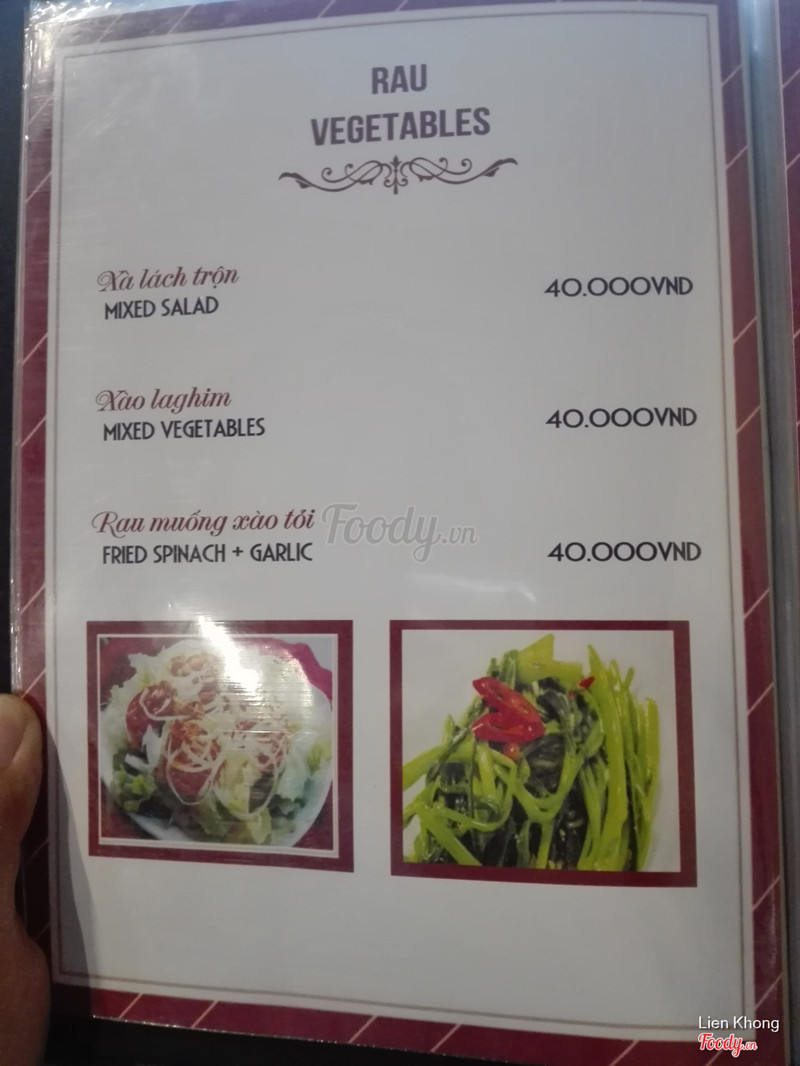 RAU
VEGETABLES
Xà lách trộn
MIXED SALAD
40.000VND
Xào laghim
MIXED VEGETABLES
40.000VND
Rau muống xào tỏi
FRIED SPINACH + GARLIC
40.000VND
Foody.vn
Lien Khong
Foody.vn